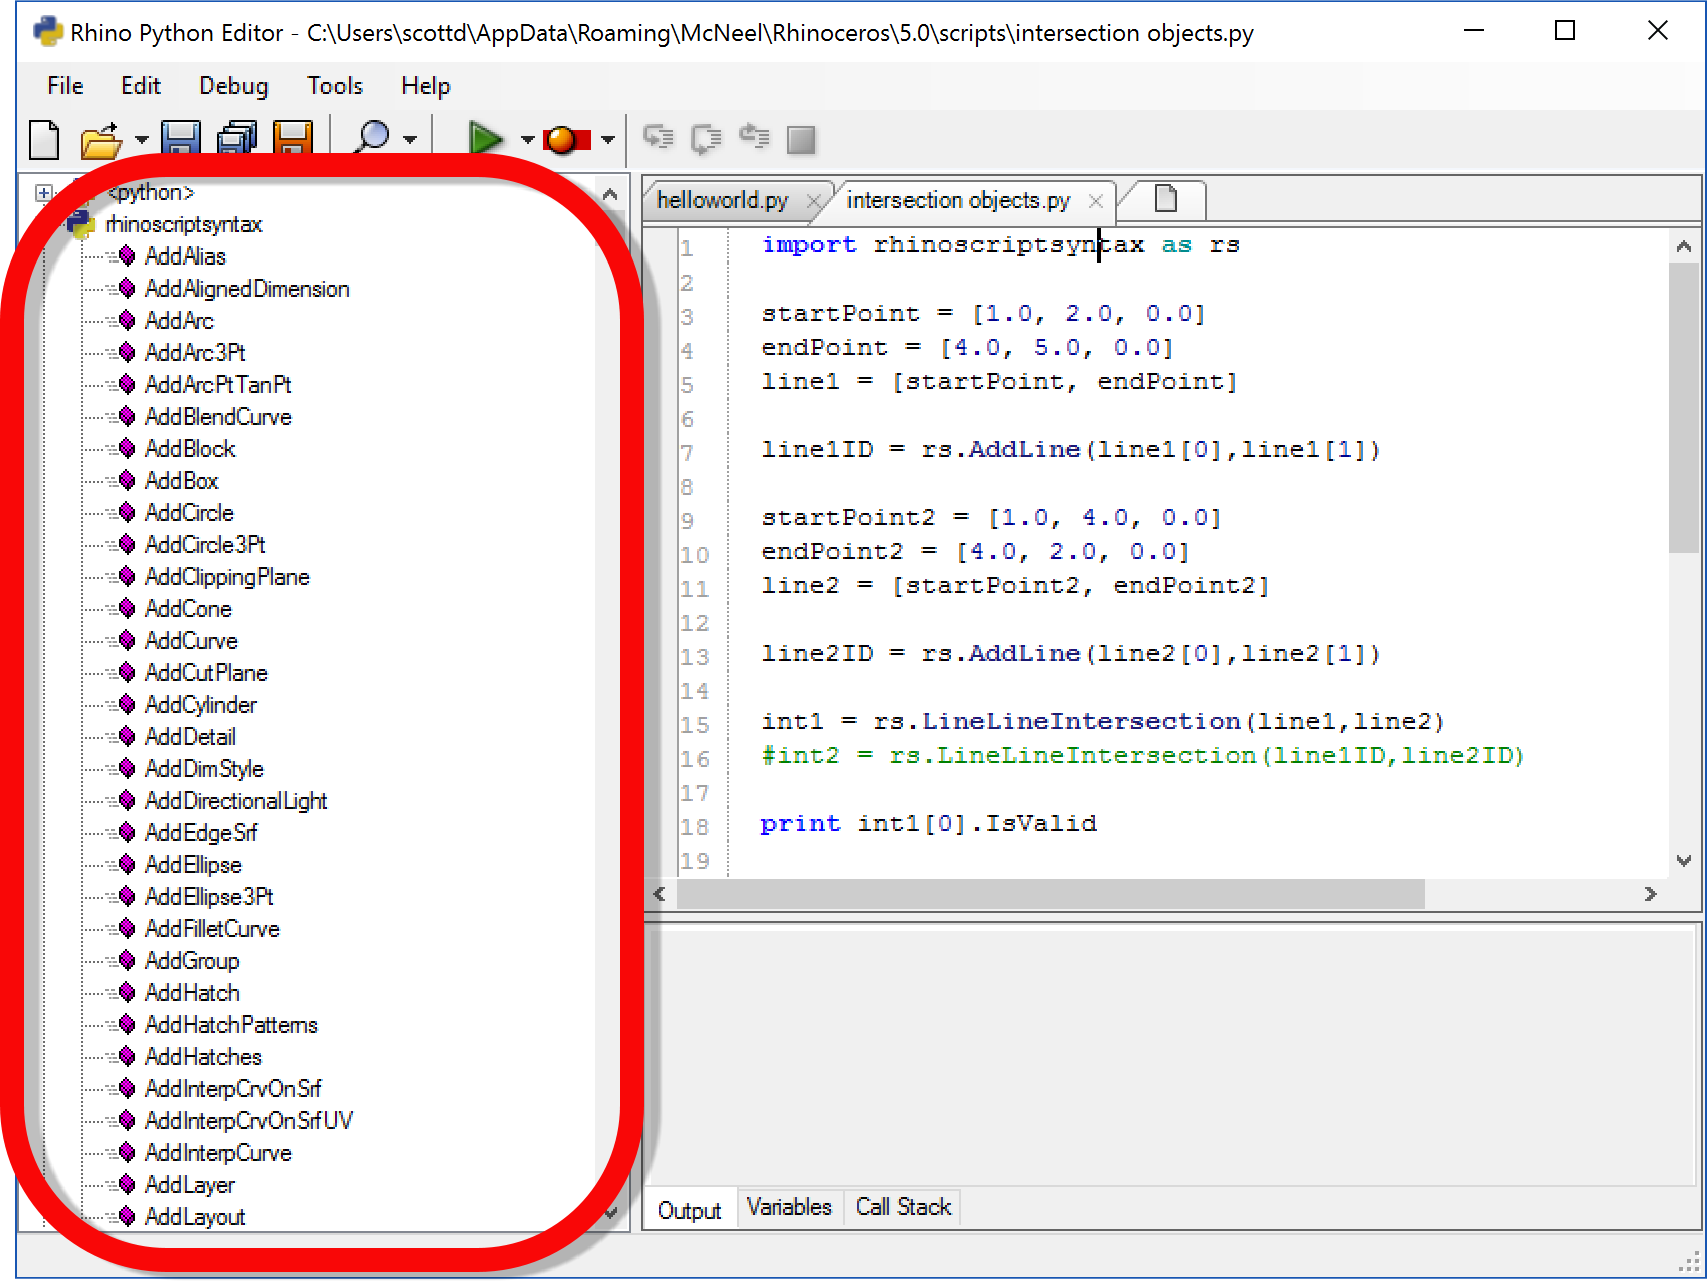 Rhino Python Editor - C:\Users\scottd\AppData\Roaming\McNeel\Rhinoceros\5.0\scripts\intersection objects.py
File Edit Debug Tools Help
<python>
rhinoscriptsyntax
AddAlias
AddAlignedDimension
AddArc
AddArc3Pt
AddArcPtTanPt
AddBlendCurve
AddBlock
AddBox
AddCircle
AddCircle3Pt
AddClippingPlane
AddCone
AddCurve
AddCutPlane
AddCylinder
AddDetail
AddDimStyle
AddDirectionalLight
AddEdgeSrf
AddEllipse
AddEllipse3Pt
AddFilletCurve
AddGroup
AddHatch
AddHatchPatterns
AddHatches
AddInterpCrvOnSrf
AddInterpCrvOnSrfUV
AddInterpCurve
AddLayer
AddLayout
helloworld.py intersection objects.py
1 import rhinoscriptsyntax as rs
2
3 startPoint = [1.0, 2.0, 0.0]
4 endPoint = [4.0, 5.0, 0.0]
5 line1 = [startPoint, endPoint]
6
7 line1ID = rs.AddLine(line1[0],line1[1])
8
9 startPoint2 = [1.0, 4.0, 0.0]
10 endPoint2 = [4.0, 2.0, 0.0]
11 line2 = [startPoint2, endPoint2]
12
13 line2ID = rs.AddLine(line2[0],line2[1])
14
15 int1 = rs.LineLineIntersection(line1,line2)
16 #int2 = rs.LineLineIntersection(line1ID,line2ID)
17
18 print int1[0].IsValid
19
Output Variables Call Stack